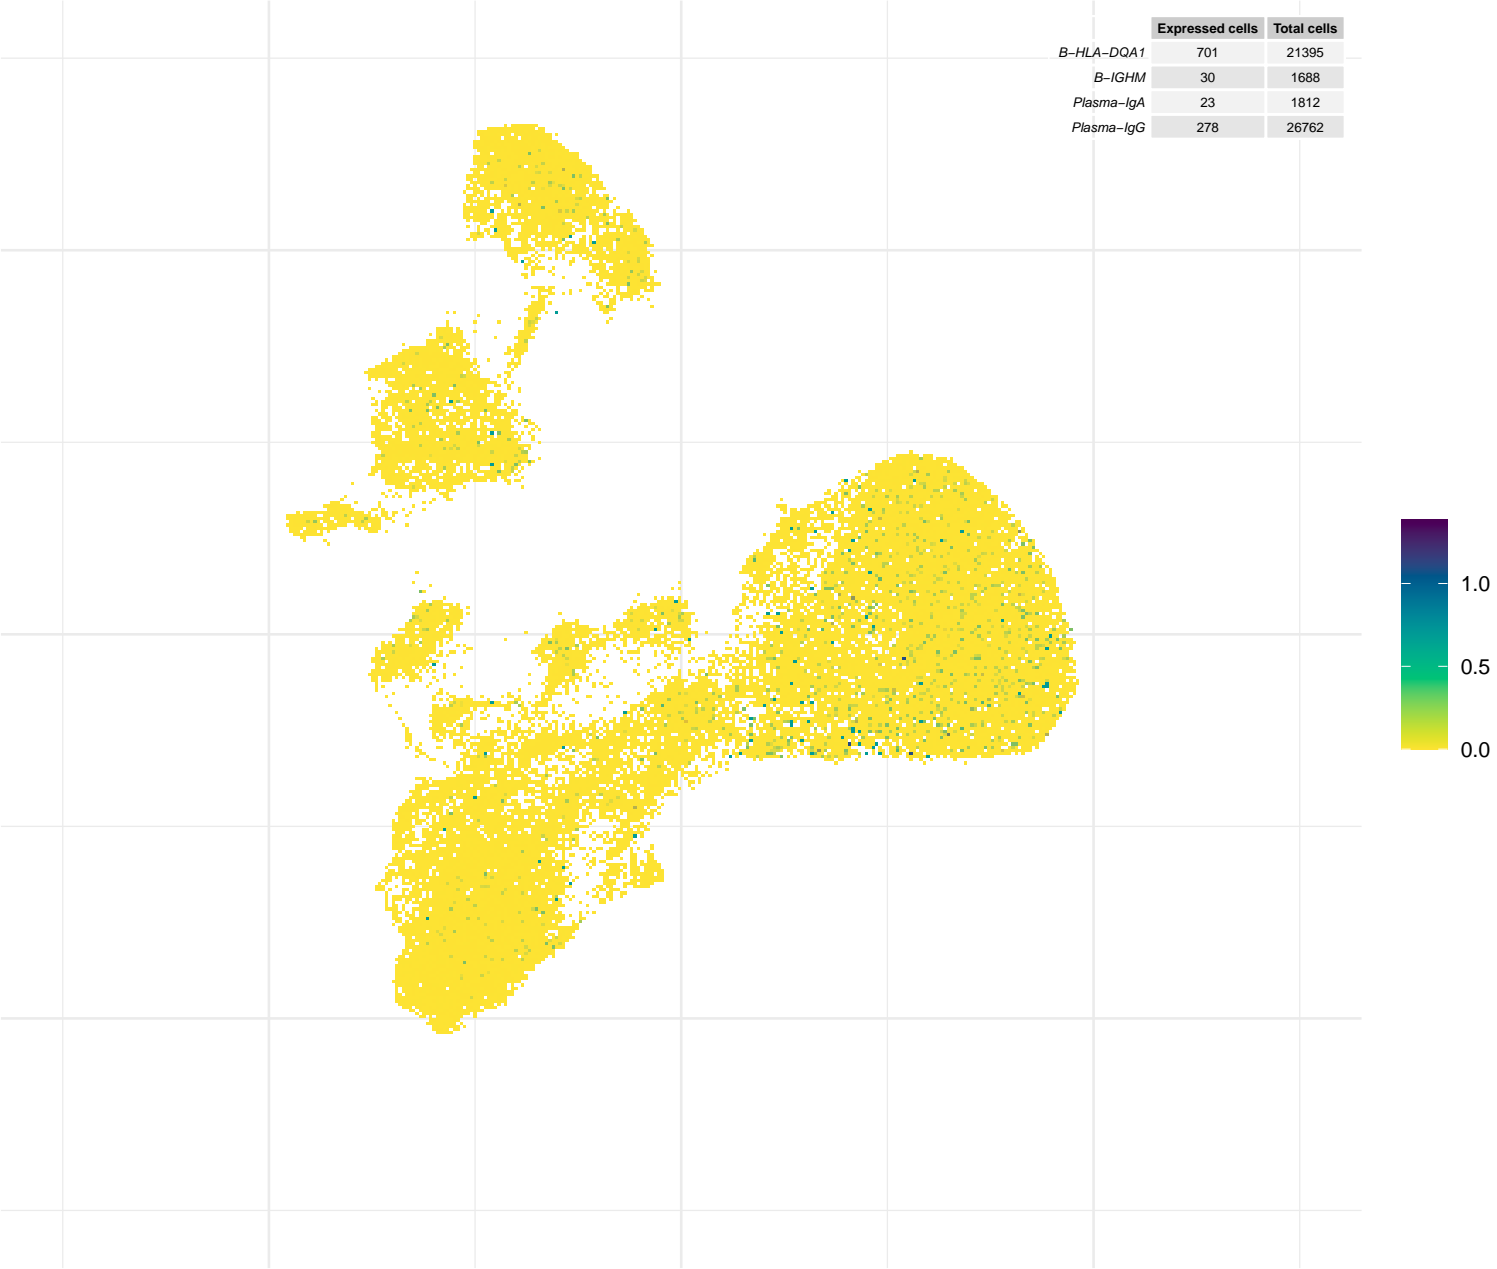 Expressed cells Total cells
B−HLA−DQA1 701 21395
B−IGHM 30 1688
Plasma−IgA 23 1812
Plasma−IgG 278 26762
1.0
0.5
0.0